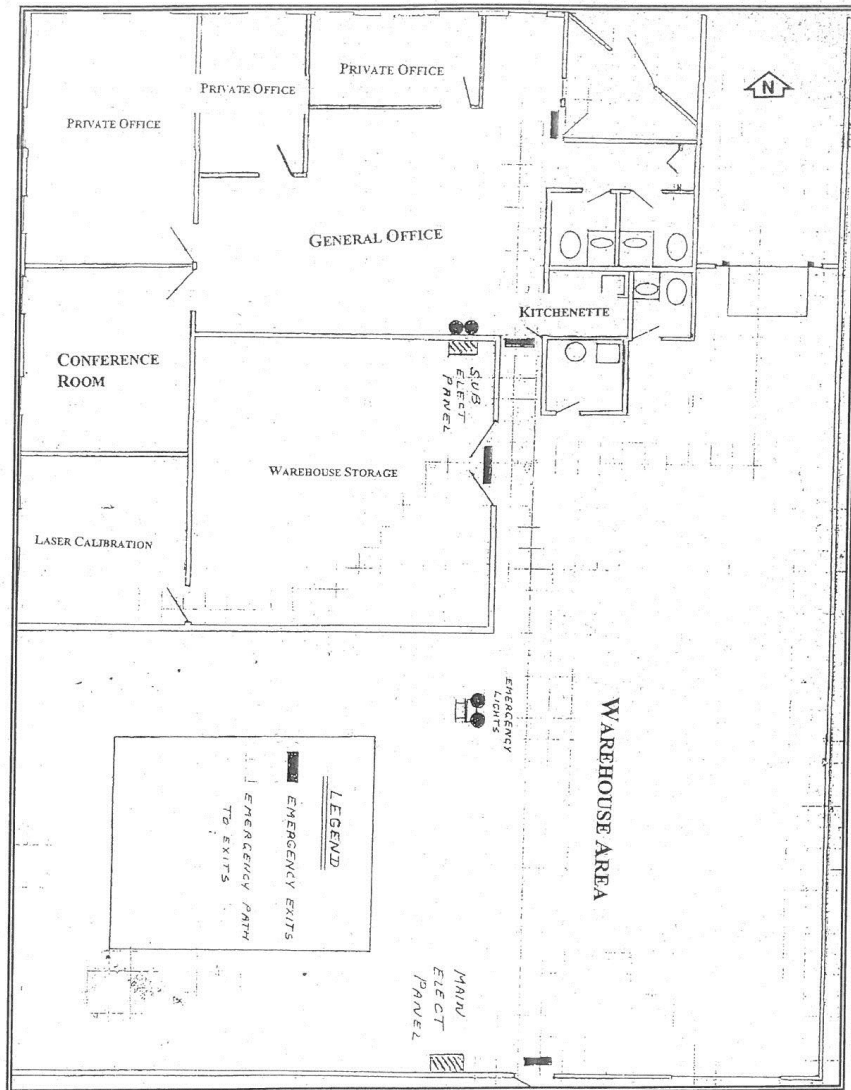 PRIVATE OFFICE
PRIVATE OFFICE
PRIVATE OFFICE
N
GENERAL OFFICE
KITCHENETTE
CONFERENCE
ROOM
SUB
ELECT
PANEL
WAREHOUSE STORAGE
LASER CALIBRATION
EMERGENCY
LIGHTS
WAREHOUSE AREA
LEGEND
EMERGENCY EXITS
EMERGENCY PATH
TO EXITS
MAIN
ELECT
PANEL